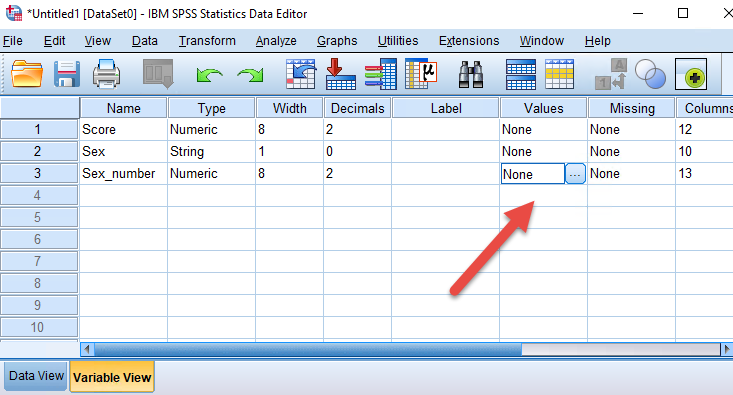 *Untitled1 [DataSet0] - IBM SPSS Statistics Data Editor
File Edit View Data Transform Analyze Graphs Utilities Extensions Window Help
Name Type Width Decimals Label Values Missing Columns
1 Score Numeric 8 2 None None 12
2 Sex String 1 0 None None 10
3 Sex_number Numeric 8 2 None ... None 13
4
5
6
7
8
9
10
Data View Variable View